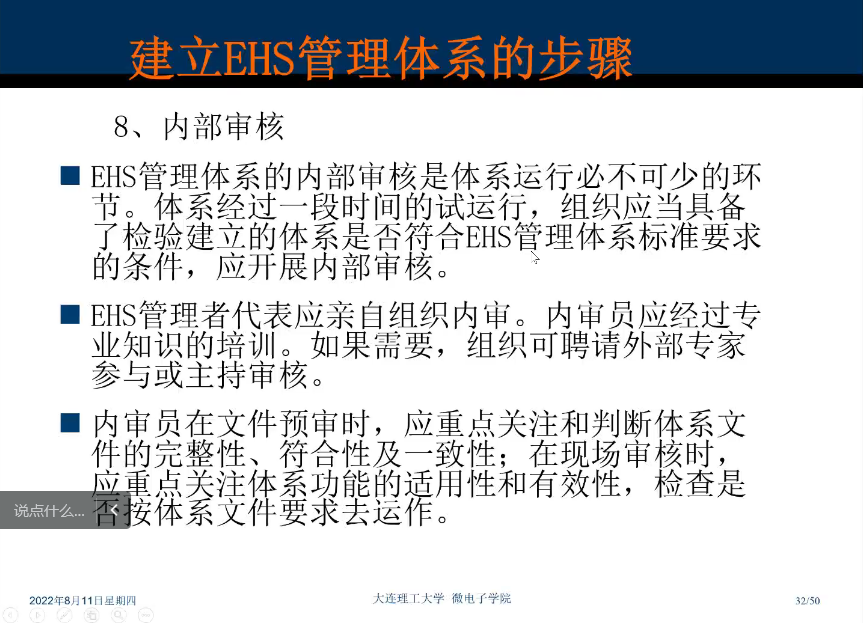 建立EHS管理体系的步骤
8、内部审核
EHS管理体系的内部审核是体系运行必不可少的环
节。体系经过一段时间的试运行，组织应当具备
了检验建立的体系是否符合EHS管理体系标准要求
的条件，应开展内部审核。
EHS管理者代表应亲自组织内审。内审员应经过专
业知识的培训。如果需要，组织可聘请外部专家
参与或主持审核。
内审员在文件预审时，应重点关注和判断体系文
件的完整性、符合性及一致性；在现场审核时，
应重点关注体系功能的适用性和有效性，检查是
否按体系文件要求去运作。
说点什么...
2022年8月11日星期四
大连理工大学 微电子学院
32/50